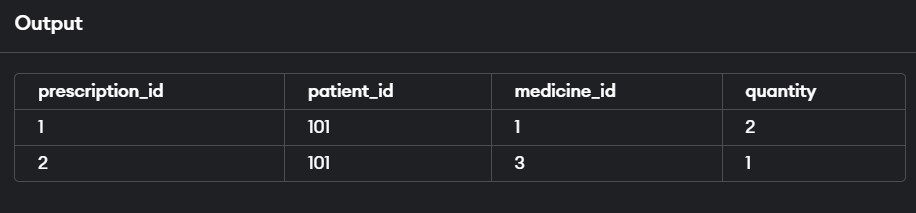 Output
prescription_id patient_id medicine_id quantity
1 101 1 2
2 101 3 1